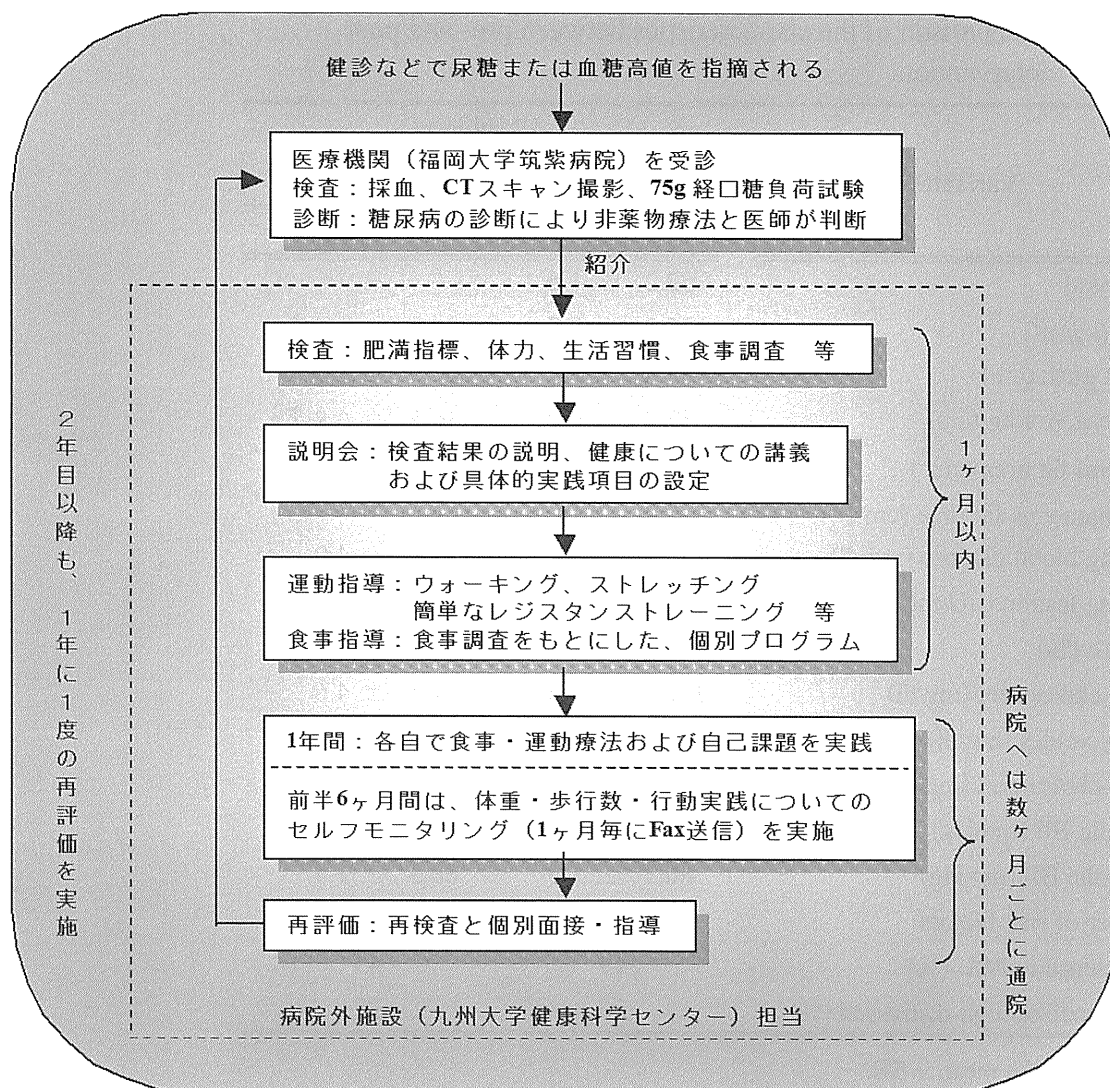 健診などで尿糖または血糖高値を指摘される
医療機関（福岡大学筑紫病院）を受診
検査：採血、CTスキャン撮影、75g経口糖負荷試験
診断：糖尿病の診断により非薬物療法と医師が判断
紹介
検査：肥満指標、体力、生活習慣、食事調査　等
説明会：検査結果の説明、健康についての講義
および具体的実践項目の設定
運動指導：ウォーキング、ストレッチング
簡単なレジスタンストレーニング　等
食事指導：食事調査をもとにした、個別プログラム
1ヶ月以内
1年間：各自で食事・運動療法および自己課題を実践
前半6ヶ月間は、体重・歩行数・行動実践についての
セルフモニタリング（1ヶ月毎にFax送信）を実施
再評価：再検査と個別面接・指導
病院へは数ヶ月ごとに通院
2年目以降も、1年に1度の再評価を実施
病院外施設（九州大学健康科学センター）担当